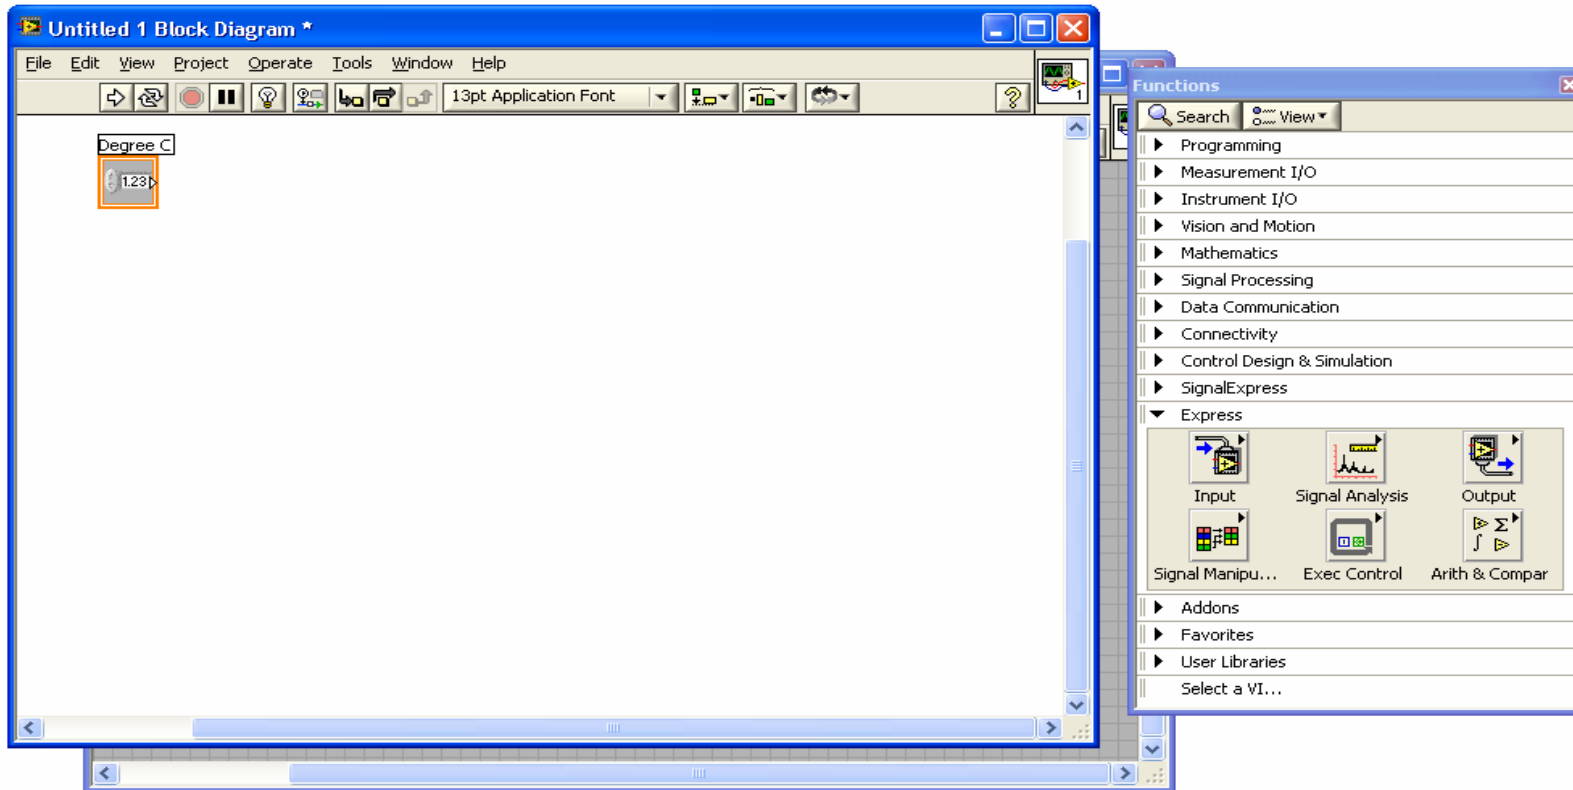 Untitled 1 Block Diagram *
File Edit View Project Operate Tools Window Help
13pt Application Font
1
Degree C
1.23
Functions
Search View
Programming
Measurement I/O
Instrument I/O
Vision and Motion
Mathematics
Signal Processing
Data Communication
Connectivity
Control Design & Simulation
SignalExpress
Express
Input Signal Analysis Output
Signal Manipu... Exec Control Arith & Compar
Addons
Favorites
User Libraries
Select a VI...